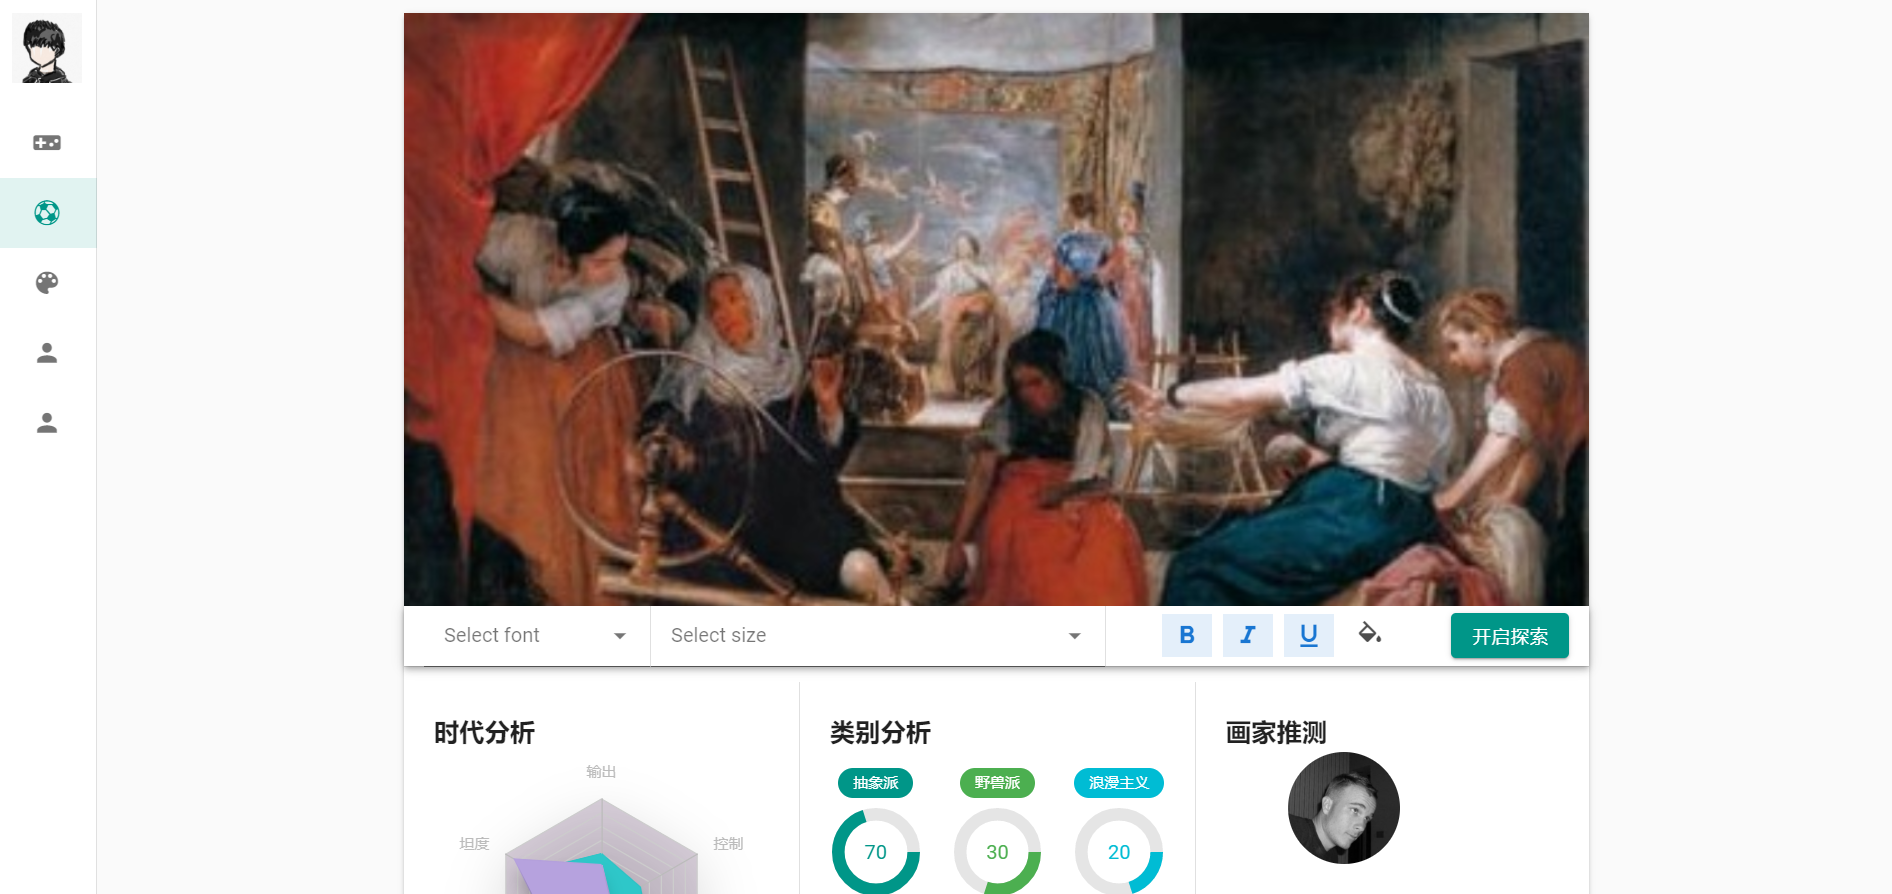 Select font
Select size
B
I
U
开启探索
时代分析
类别分析
画家推测
输出
坦度
控制
抽象派
野兽派
浪漫主义
70
30
20